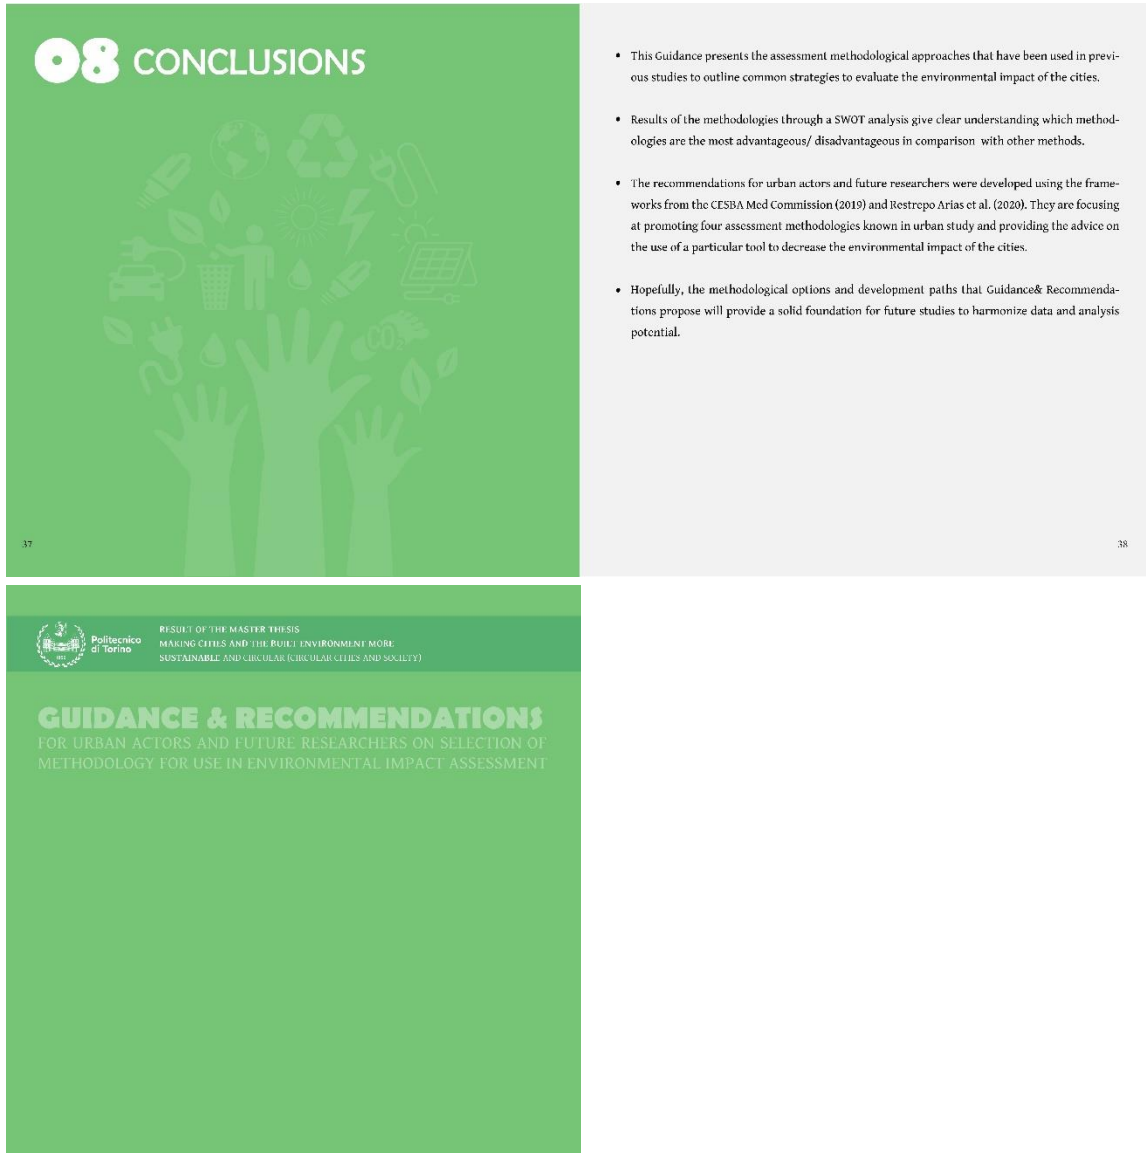 08 CONCLUSIONS
CO₂
37
• This Guidance presents the assessment methodological approaches that have been used in previ-
ous studies to outline common strategies to evaluate the environmental impact of the cities.
• Results of the methodologies through a SWOT analysis give clear understanding which method-
ologies are the most advantageous/ disadvantageous in comparison with other methods.
• The recommendations for urban actors and future researchers were developed using the frame-
works from the CESBA Med Commission (2019) and Restrepo Arias et al. (2020). They are focusing
at promoting four assessment methodologies known in urban study and providing the advice on
the use of a particular tool to decrease the environmental impact of the cities.
• Hopefully, the methodological options and development paths that Guidance& Recommenda-
tions propose will provide a solid foundation for future studies to harmonize data and analysis
potential.
38
Politecnico
di Torino
RESULT OF THE MASTER THESIS
MAKING CITIES AND THE BUILT ENVIRONMENT MORE
SUSTAINABLE AND CIRCULAR (CIRCULAR CITIES AND SOCIETY)
GUIDANCE & RECOMMENDATIONS
FOR URBAN ACTORS AND FUTURE RESEARCHERS ON SELECTION OF
METHODOLOGY FOR USE IN ENVIRONMENTAL IMPACT ASSESSMENT